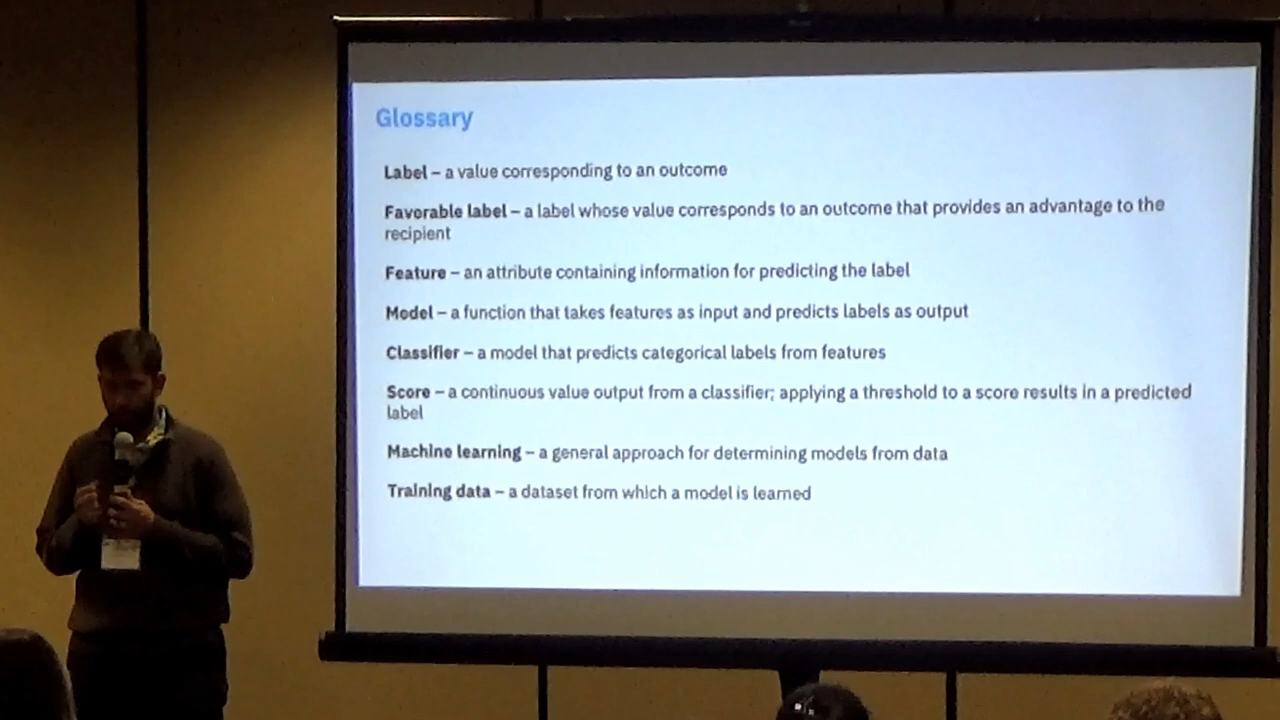 Glossary
Label – a value corresponding to an outcome
Favorable label – a label whose value corresponds to an outcome that provides an advantage to the
recipient
Feature – an attribute containing information for predicting the label
Model – a function that takes features as input and predicts labels as output
Classifier – a model that predicts categorical labels from features
Score – a continuous value output from a classifier; applying a threshold to a score results in a predicted
label
Machine learning – a general approach for determining models from data
Training data – a dataset from which a model is learned